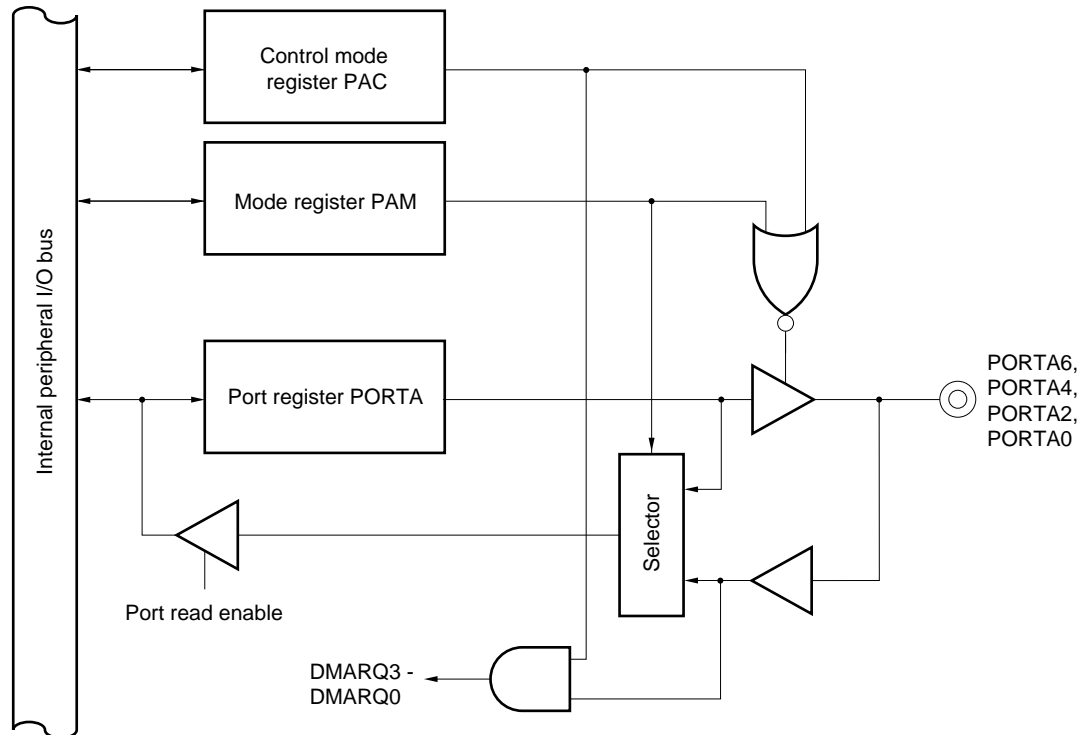 Control mode
register PAC
Mode register PAM
Internal peripheral I/O bus
Port register PORTA
PORTA6,
PORTA4,
PORTA2,
PORTA0
Selector
Port read enable
DMARQ3 -
DMARQ0